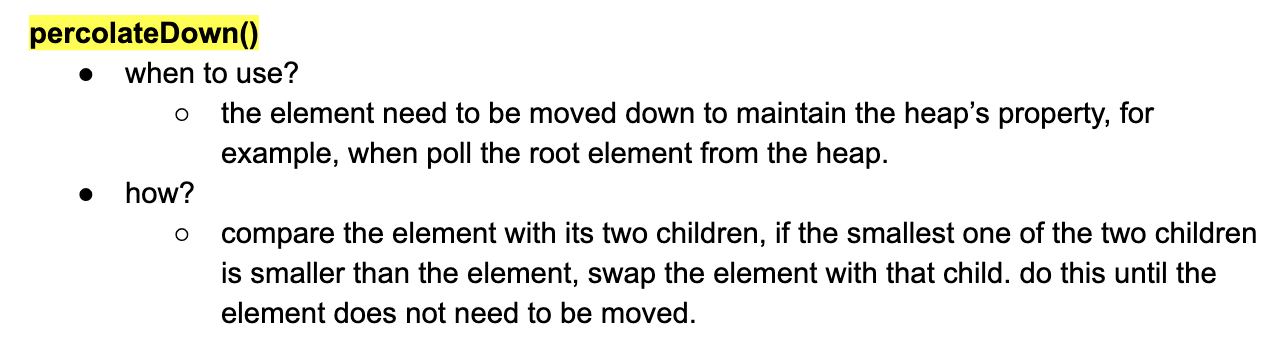 percolateDown()
● when to use?
○ the element need to be moved down to maintain the heap’s property, for
example, when poll the root element from the heap.
● how?
○ compare the element with its two children, if the smallest one of the two children
is smaller than the element, swap the element with that child. do this until the
element does not need to be moved.